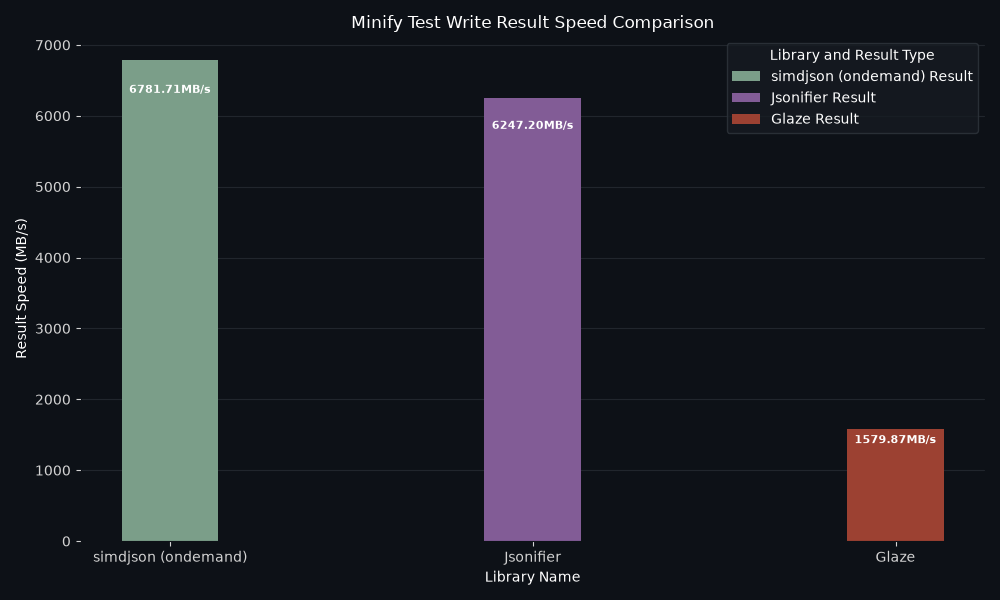 Minify Test Write Result Speed Comparison
Library and Result Type
simdjson (ondemand) Result
Jsonifier Result
Glaze Result
Result Speed (MB/s)
7000
6000
5000
4000
3000
2000
1000
0
6781.71MB/s
6247.20MB/s
1579.87MB/s
simdjson (ondemand)
Jsonifier
Glaze
Library Name